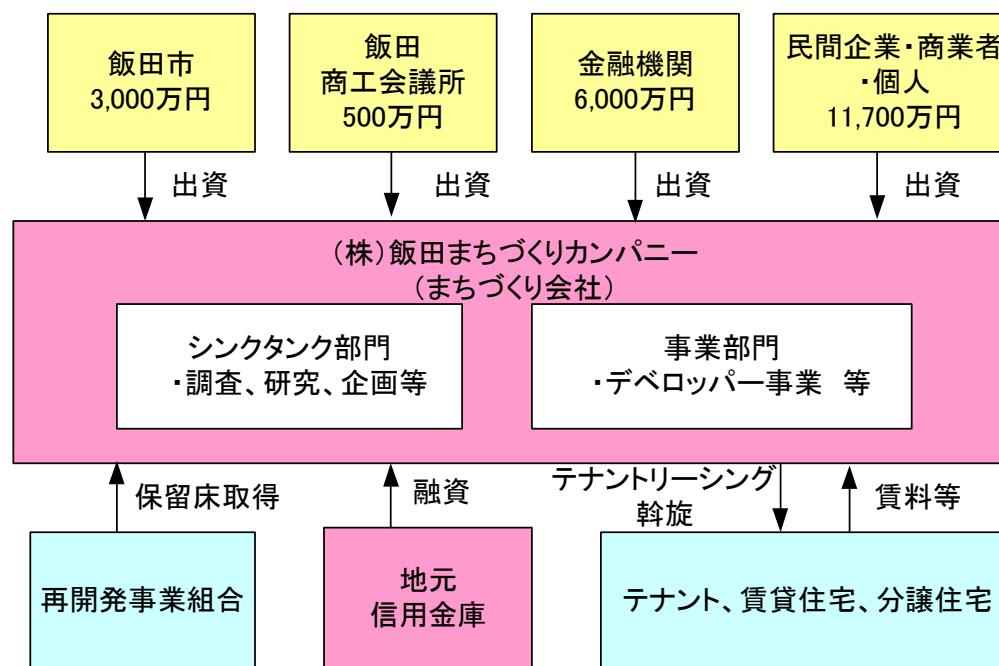 飯田市
3,000万円
飯田
商工会議所
500万円
金融機関
6,000万円
民間企業・商業者
・個人
11,700万円
出資
出資
出資
出資
（株）飯田まちづくりカンパニー
（まちづくり会社）
シンクタンク部門
・調査、研究、企画等
事業部門
・デベロッパー事業　等
保留床取得
融資
テナントリーシング
斡旋
賃料等
再開発事業組合
地元
信用金庫
テナント、賃貸住宅、分譲住宅